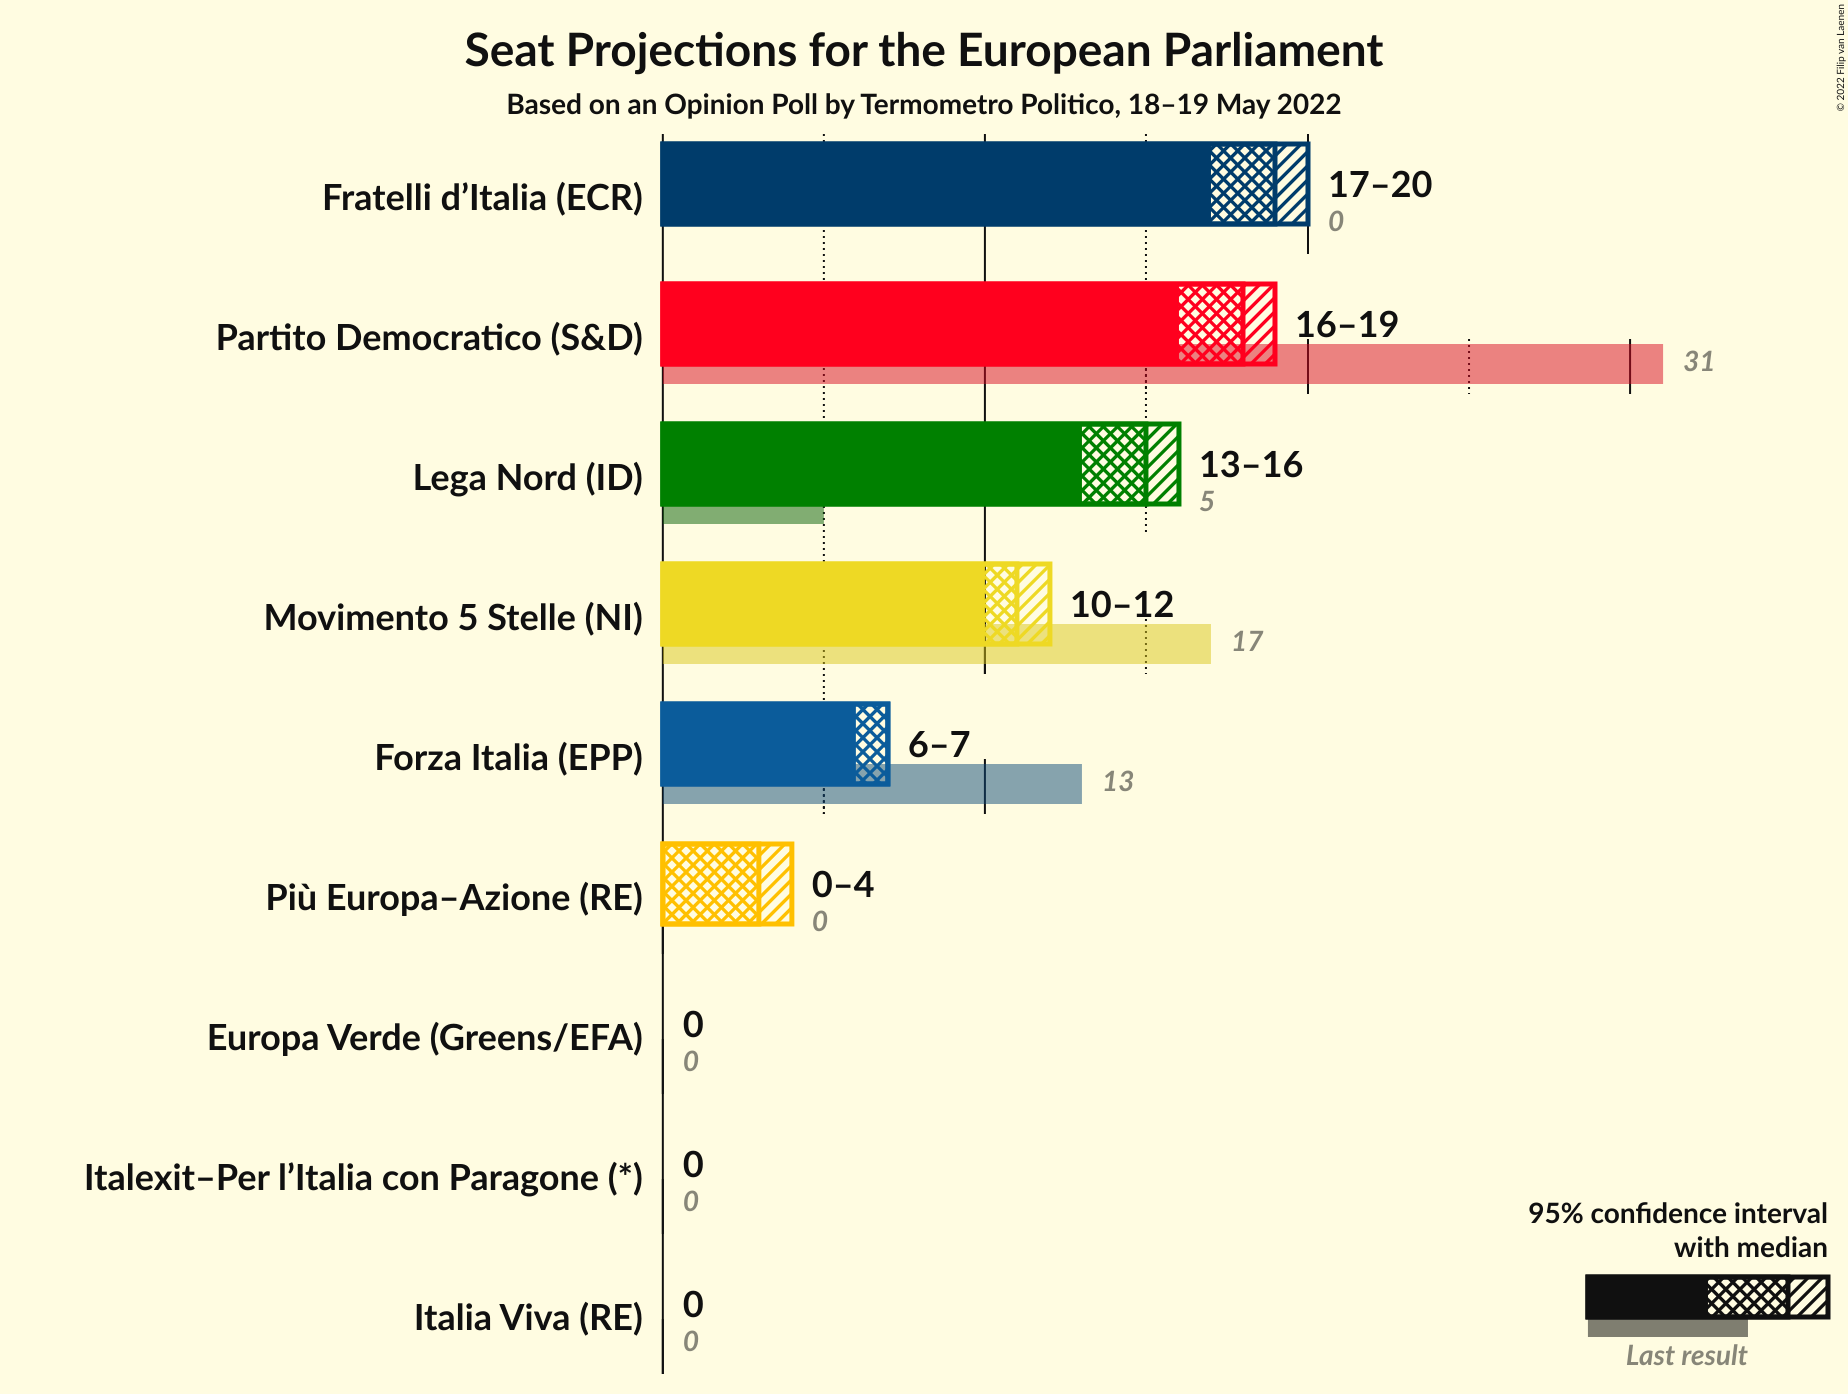 Seat Projections for the European Parliament
Based on an Opinion Poll by Termometro Politico, 18–19 May 2022
© 2022 Filip van Laenen
Fratelli d’Italia (ECR)
17–20
0
Partito Democratico (S&D)
16–19
31
Lega Nord (ID)
13–16
5
Movimento 5 Stelle (NI)
10–12
17
Forza Italia (EPP)
6–7
13
Più Europa–Azione (RE)
0–4
0
Europa Verde (Greens/EFA)
0
0
Italexit–Per l’Italia con Paragone (*)
0
0
Italia Viva (RE)
0
0
95% confidence interval
with median
Last result